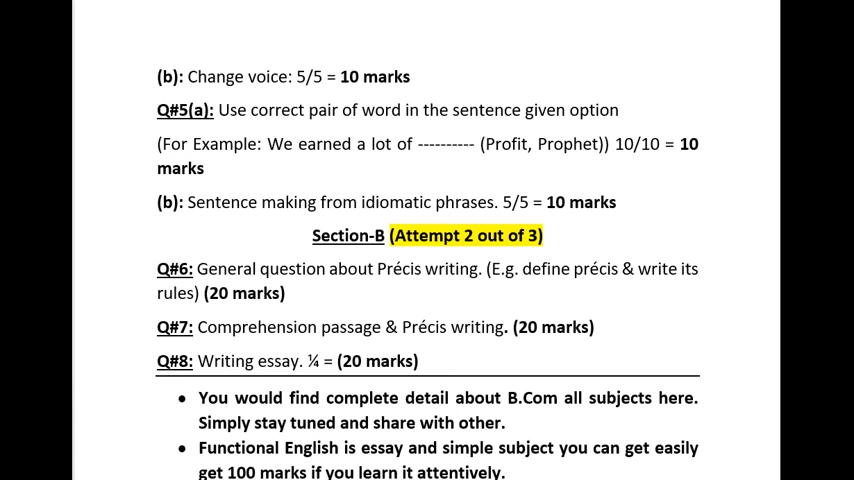 (b): Change voice: 5/5 = 10 marks
Q#5(a): Use correct pair of word in the sentence given option
(For Example: We earned a lot of ---------- (Profit, Prophet)) 10/10 = 10
marks
(b): Sentence making from idiomatic phrases. 5/5 = 10 marks
Section-B (Attempt 2 out of 3)
Q#6: General question about Précis writing. (E.g. define précis & write its
rules) (20 marks)
Q#7: Comprehension passage & Précis writing. (20 marks)
Q#8: Writing essay. ¼ = (20 marks)
• You would find complete detail about B.Com all subjects here.
Simply stay tuned and share with other.
• Functional English is essay and simple subject you can get easily
get 100 marks if you learn it attentively.